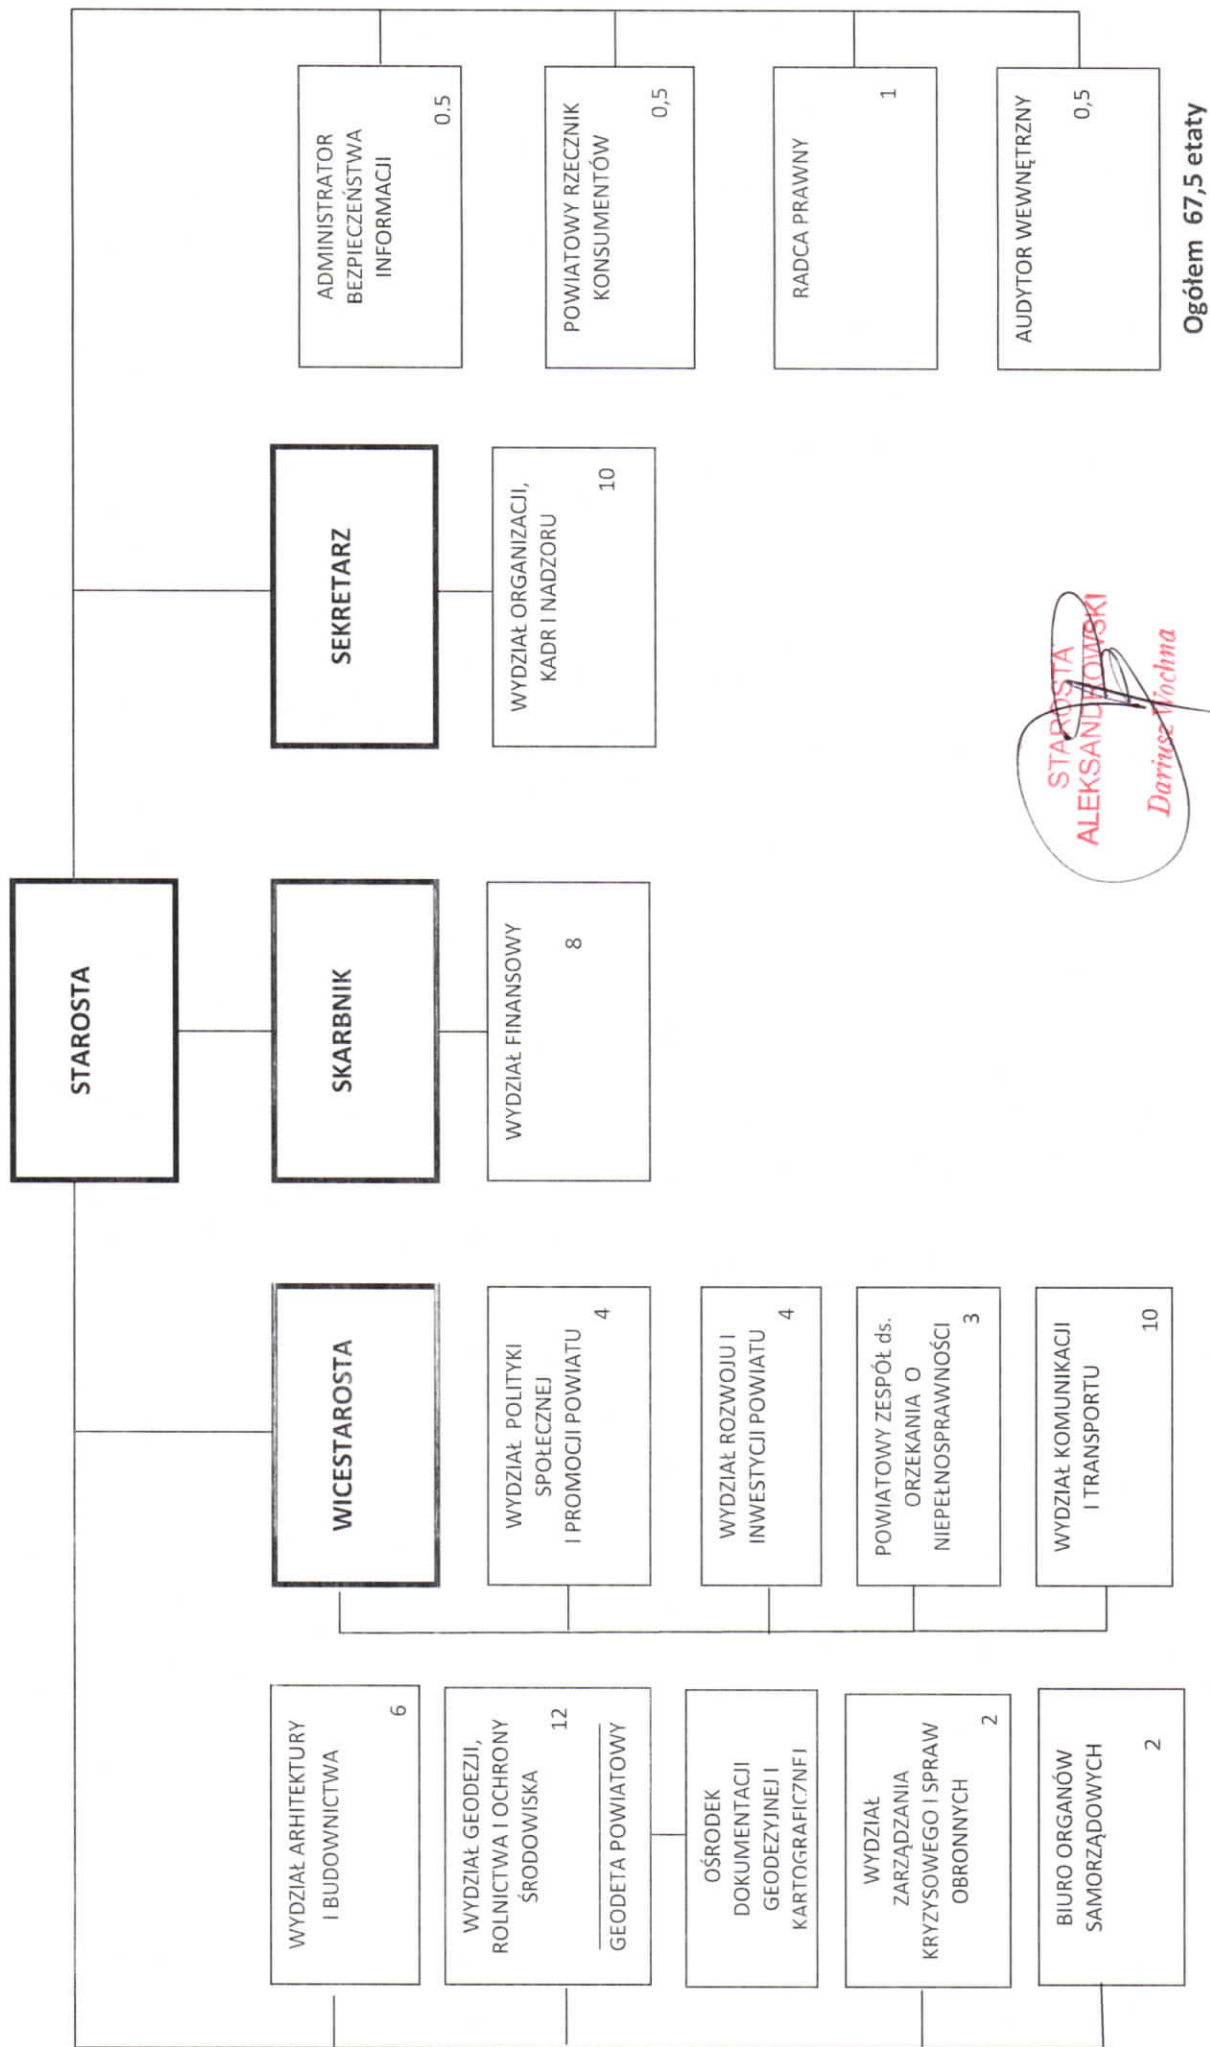 STAROSTA
WICESTAROSTA
SKARBNIK
SEKRETARZ
WYDZIAŁ ARHITEKTURY
I BUDOWNICTWA
6
WYDZIAŁ GEODEZJI,
ROLNICTWA I OCHRONY
ŚRODOWISKA
12
GEODETA POWIATOWY
OŚRODEK
DOKUMENTACJI
GEODEZYJNEJ I
KARTOGRAFICZNEJ
WYDZIAŁ
ZARZĄDZANIA
KRYZYSOWEGO I SPRAW
OBRONNYCH
2
BIURO ORGANÓW
SAMORZĄDOWYCH
2
WYDZIAŁ POLITYKI
SPOŁECZNEJ
I PROMOCJI POWIATU
4
WYDZIAŁ ROZWOJU I
INWESTYCJI POWIATU
4
POWIATOWY ZESPÓŁ ds.
ORZEKANIA O
NIEPEŁNOSPRAWNOŚCI
3
WYDZIAŁ KOMUNIKACJI
I TRANSPORTU
10
WYDZIAŁ FINANSOWY
8
WYDZIAŁ ORGANIZACJI,
KADR I NADZORU
10
ADMINISTRATOR
BEZPIECZEŃSTWA
INFORMACJI
0.5
POWIATOWY RZECZNIK
KONSUMENTÓW
0,5
RADCA PRAWNY
1
AUDYTOR WEWNĘTRZNY
0,5
Ogółem 67,5 etaty
STAROSTA
ALEKSANDROWSKI
Dariusz Wochna